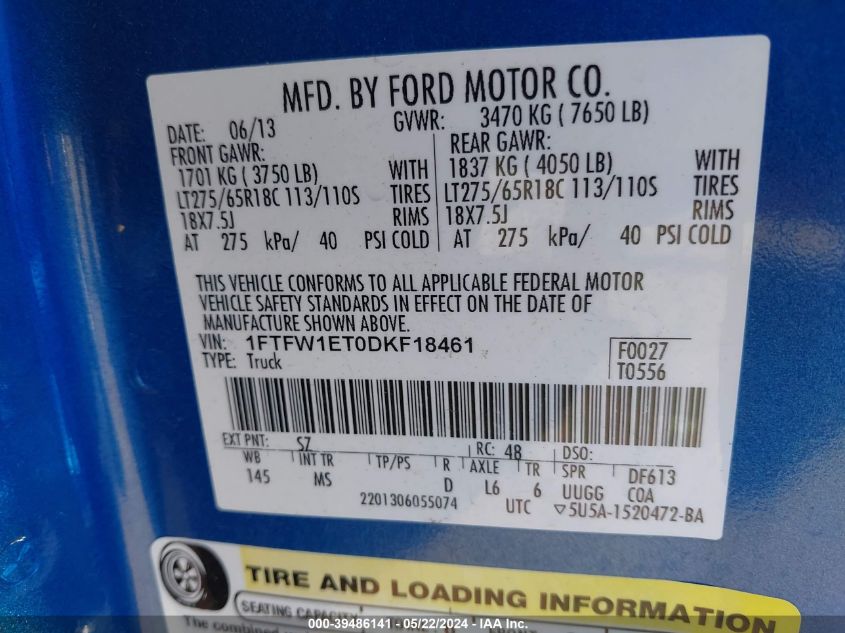 MFD. BY FORD MOTOR CO.
DATE: 06/13 GVWR: 3470 KG ( 7650 LB)
FRONT GAWR: REAR GAWR:
1701 KG ( 3750 LB) WITH 1837 KG ( 4050 LB) WITH
LT275/65R18C 113/110S TIRES LT275/65R18C 113/110S TIRES
18X7.5J RIMS 18X7.5J RIMS
AT 275 kPa/ 40 PSI COLD AT 275 kPa/ 40 PSI COLD
THIS VEHICLE CONFORMS TO ALL APPLICABLE FEDERAL MOTOR
VEHICLE SAFETY STANDARDS IN EFFECT ON THE DATE OF
MANUFACTURE SHOWN ABOVE.
VIN: 1FTFW1ET0DKF18461 F0027
TYPE: Truck T0556
EXT PNT: SZ RC: 48 DSO:
WB INT TR TP/PS R AXLE TR SPR DF613
145 MS D L6 6 UUGG COA
2201306055074 UTC ▽5U5A-1520472-BA
TIRE AND LOADING INFORMATION
SEATING CAPACITY
The combined
000-39486141 - 05/22/2024 - IAA Inc.